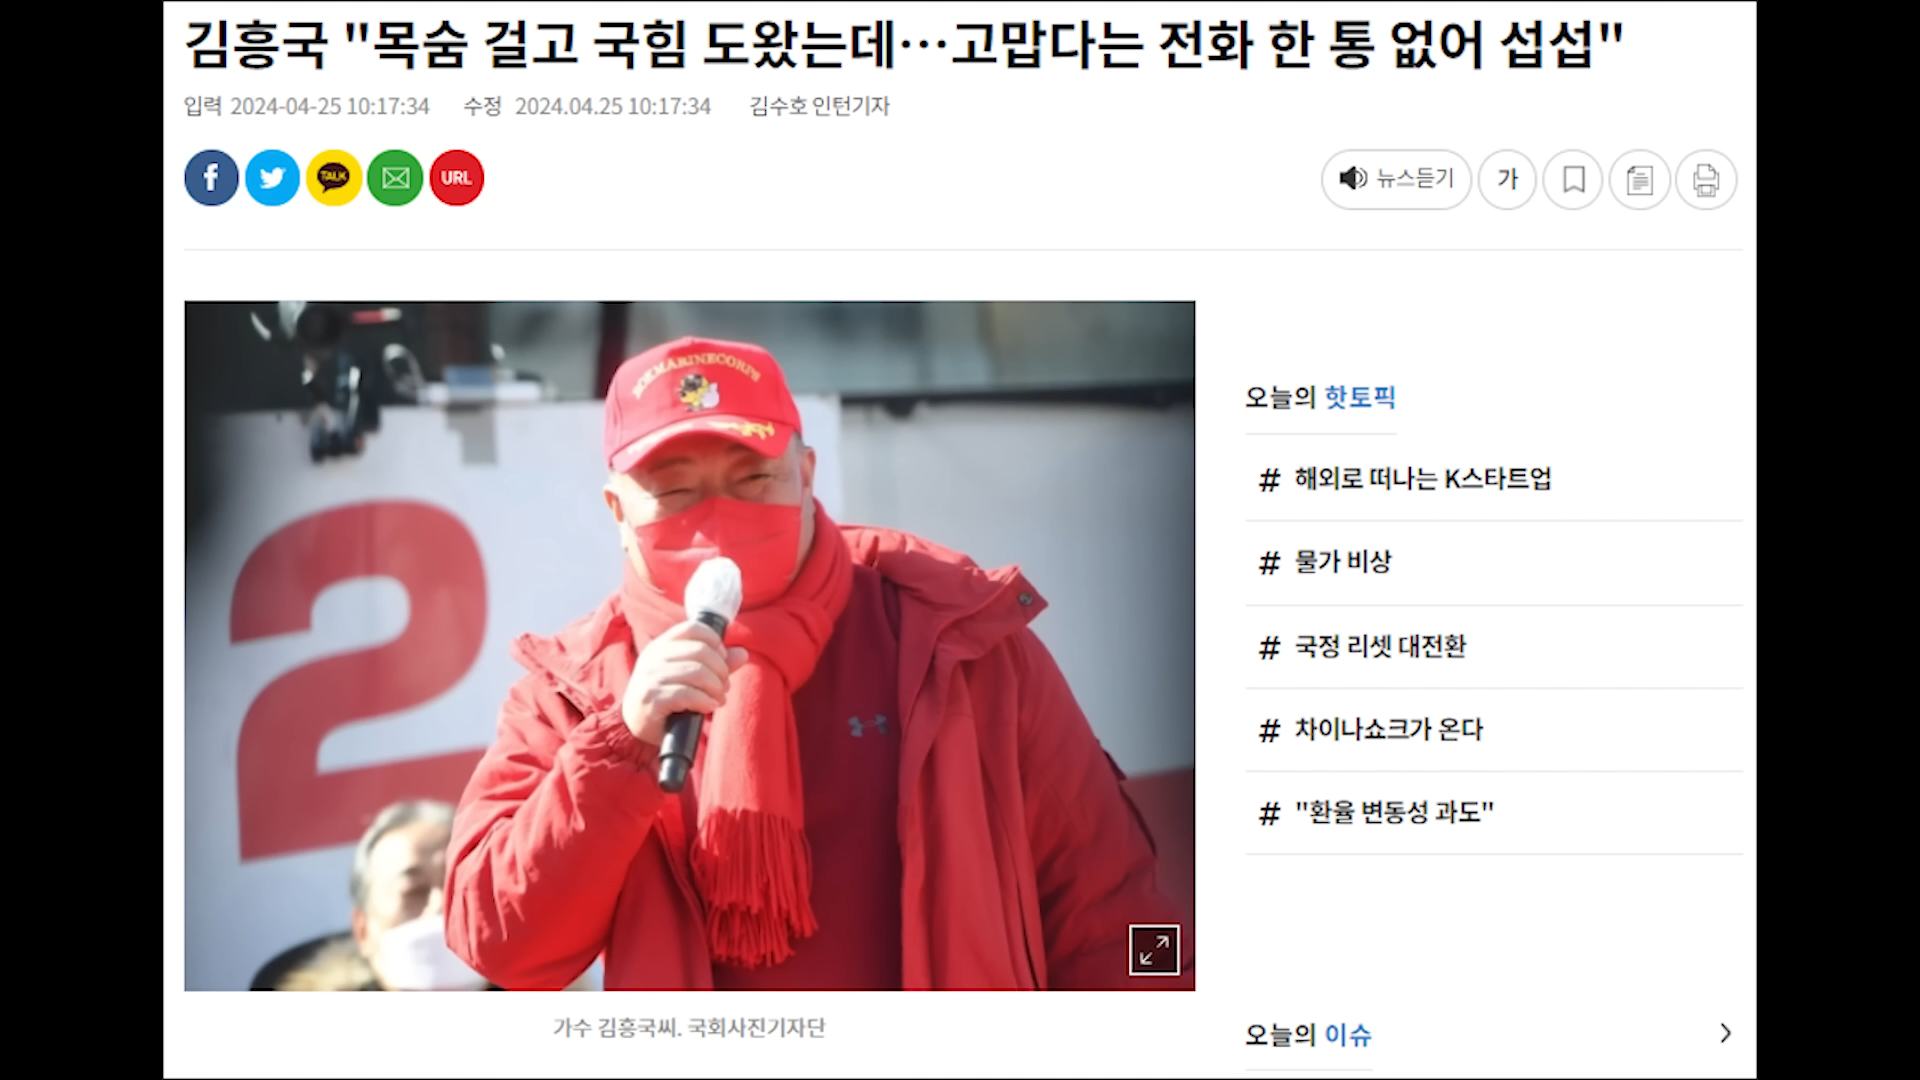 김흥국 "목숨 걸고 국힘 도왔는데…고맙다는 전화 한 통 없어 섭섭"
입력 2024-04-25 10:17:34 수정 2024.04.25 10:17:34 김수호 인턴기자
f
TALK
URL
뉴스듣기
가
ROKMARINECORPS
2
가수 김흥국씨. 국회사진기자단
오늘의 핫토픽
# 해외로 떠나는 K스타트업
# 물가 비상
# 국정 리셋 대전환
# 차이나쇼크가 온다
# "환율 변동성 과도"
오늘의 이슈